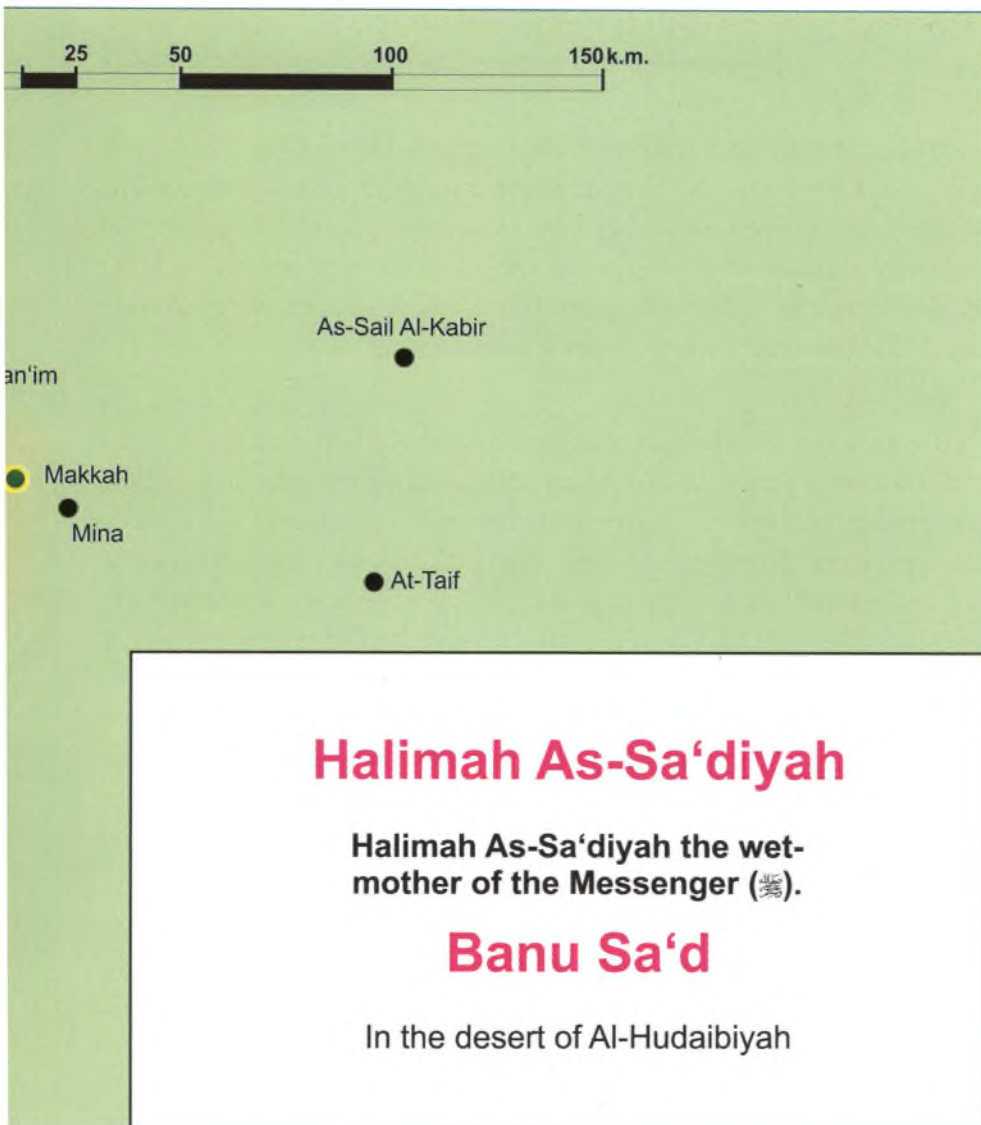 25 50 100 150 k.m.
As-Sail Al-Kabir
an‘im
Makkah
Mina
At-Taif
Halimah As-Sa‘diyah
Halimah As-Sa‘diyah the wet-
mother of the Messenger (ﷺ).
Banu Sa‘d
In the desert of Al-Hudaibiyah